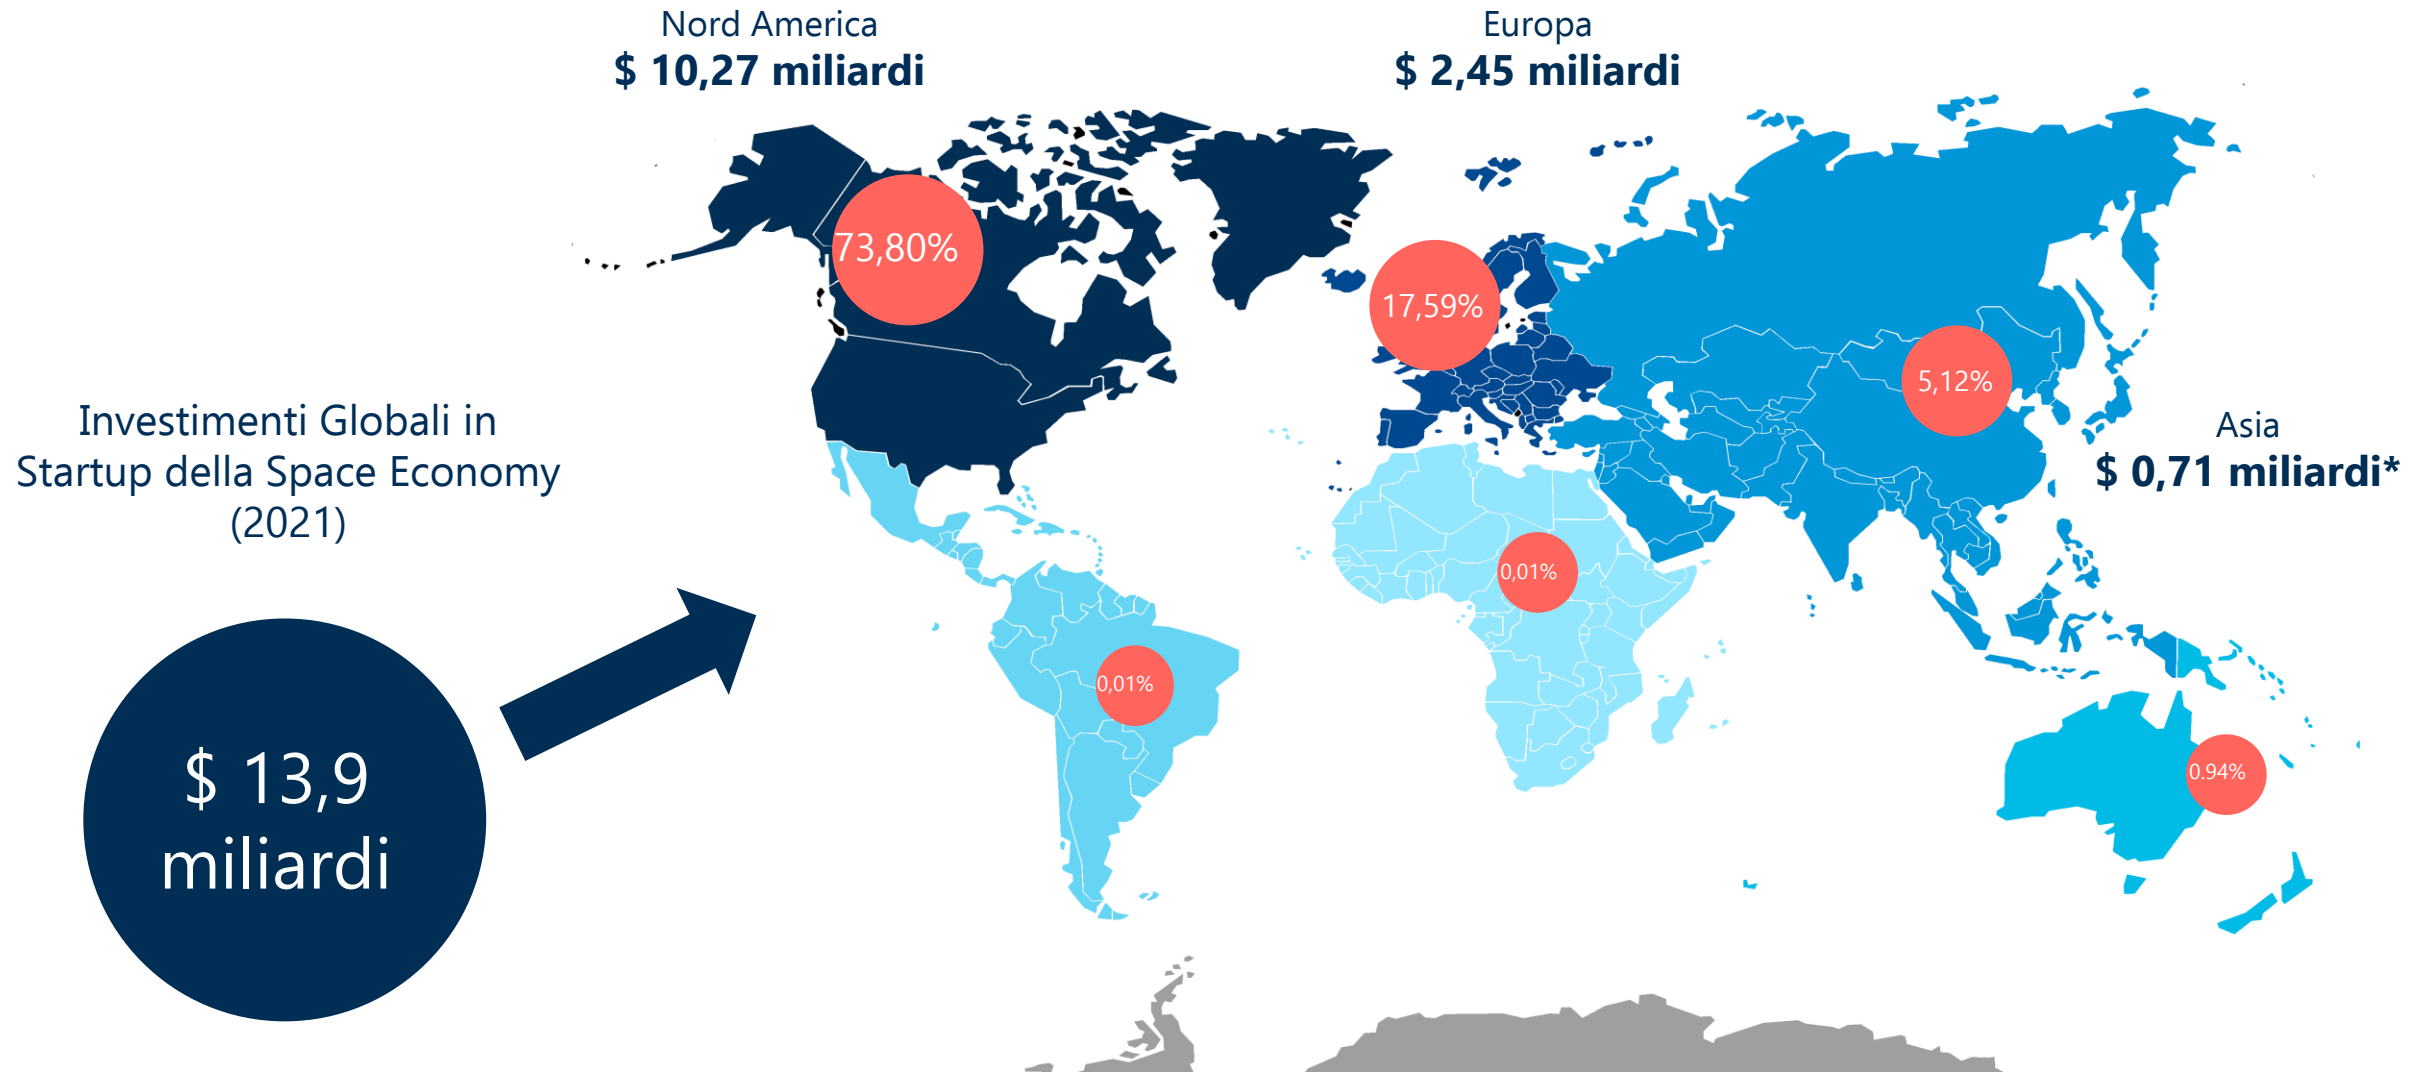 Nord America
$ 10,27 miliardi
Europa
$ 2,45 miliardi
73,80%
17,59%
5,12%
Asia
$ 0,71 miliardi*
Investimenti Globali in
Startup della Space Economy
(2021)
0,01%
0,01%
0.94%
$ 13,9
miliardi